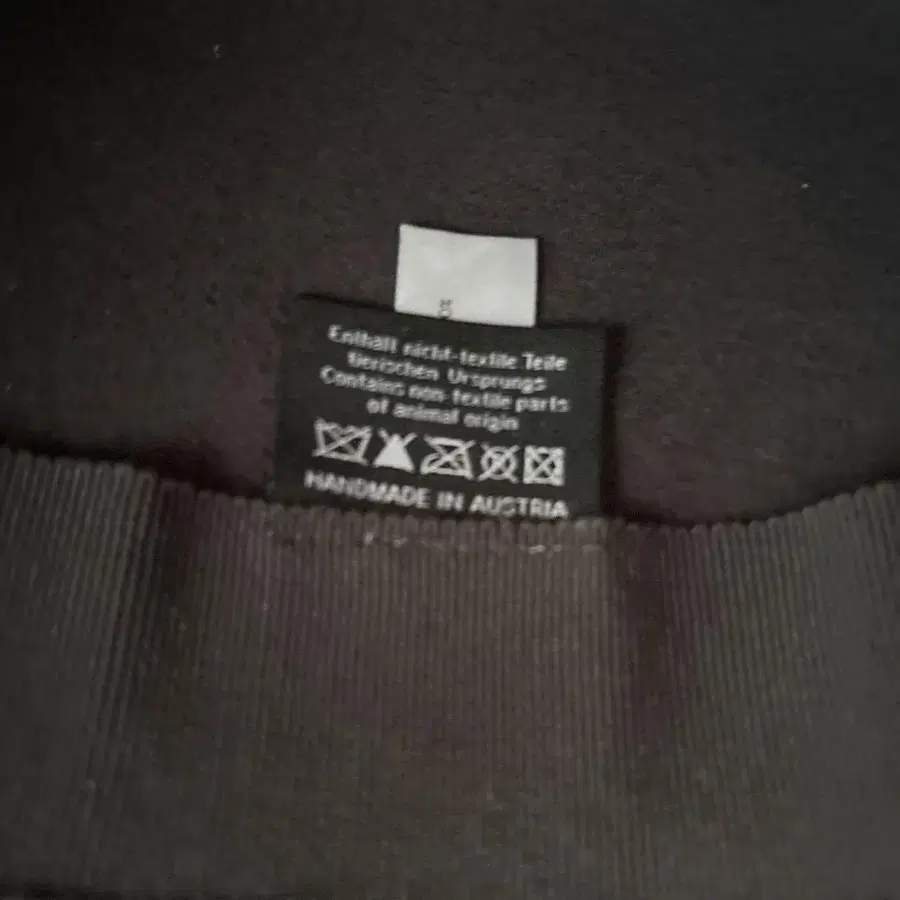 Enthält nicht-textile Teile
tierischen Ursprungs
Contains non-textile parts
of animal origin
HANDMADE IN AUSTRIA